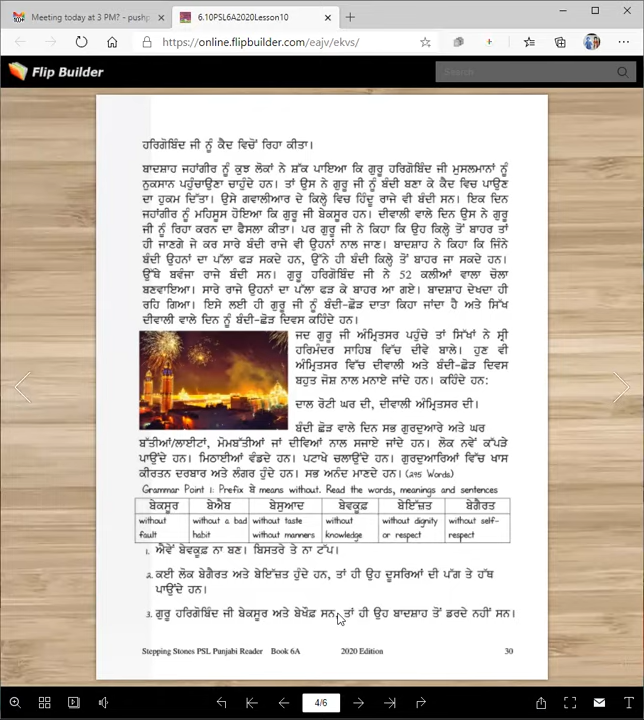 Meeting today at 3 PM? - pushp
6.10PSL6A2020Lesson10
https://online.flipbuilder.com/eajv/ekvs/
Flip Builder
Search
ਹਰਿਗੋਬਿੰਦ ਜੀ ਨੂੰ ਕੈਦ ਵਿਚੋਂ ਰਿਹਾ ਕੀਤਾ।
ਬਾਦਸ਼ਾਹ ਜਹਾਂਗੀਰ ਨੂੰ ਕੁਝ ਲੋਕਾਂ ਨੇ ਸ਼ੱਕ ਪਾਇਆ ਕਿ ਗੁਰੂ ਹਰਿਗੋਬਿੰਦ ਜੀ ਮੁਸਲਮਾਨਾਂ ਨੂੰ
ਨੁਕਸਾਨ ਪਹੁੰਚਾਉਣਾ ਚਾਹੁੰਦੇ ਹਨ। ਤਾਂ ਉਸ ਨੇ ਗੁਰੂ ਜੀ ਨੂੰ ਬੰਦੀ ਬਣਾ ਕੇ ਕੈਦ ਵਿਚ ਪਾਉਣ
ਦਾ ਹੁਕਮ ਦਿੱਤਾ। ਉਸੇ ਗਵਾਲੀਆਰ ਦੇ ਕਿਲ੍ਹੇ ਵਿਚ ਹਿੰਦੂ ਰਾਜੇ ਵੀ ਬੰਦੀ ਸਨ। ਇਕ ਦਿਨ
ਜਹਾਂਗੀਰ ਨੂੰ ਮਹਿਸੂਸ ਹੋਇਆ ਕਿ ਗੁਰੂ ਜੀ ਬੇਕਸੂਰ ਹਨ। ਦੀਵਾਲੀ ਵਾਲੇ ਦਿਨ ਉਸ ਨੇ ਗੁਰੂ
ਜੀ ਨੂੰ ਰਿਹਾ ਕਰਨ ਦਾ ਫੈਸਲਾ ਕੀਤਾ। ਪਰ ਗੁਰੂ ਜੀ ਨੇ ਕਿਹਾ ਕਿ ਉਹ ਕਿਲ੍ਹੇ ਤੋਂ ਬਾਹਰ ਤਾਂ
ਹੀ ਜਾਣਗੇ ਜੇ ਕਰ ਸਾਰੇ ਬੰਦੀ ਰਾਜੇ ਵੀ ਉਹਨਾਂ ਨਾਲ ਜਾਣ। ਬਾਦਸ਼ਾਹ ਨੇ ਕਿਹਾ ਕਿ ਜਿੰਨੇ
ਬੰਦੀ ਉਹਨਾਂ ਦਾ ਪੱਲਾ ਫੜ ਸਕਦੇ ਹਨ, ਉੱਨੇ ਹੀ ਬੰਦੀ ਕਿਲ੍ਹੇ ਤੋਂ ਬਾਹਰ ਜਾ ਸਕਦੇ ਹਨ।
ਉੱਥੇ ਬਵੰਜਾ ਰਾਜੇ ਬੰਦੀ ਸਨ। ਗੁਰੂ ਹਰਿਗੋਬਿੰਦ ਜੀ ਨੇ 52 ਕਲੀਆਂ ਵਾਲਾ ਚੋਲਾ
ਬਣਵਾਇਆ। ਸਾਰੇ ਰਾਜੇ ਉਹਨਾਂ ਦਾ ਪੱਲਾ ਫੜ ਕੇ ਬਾਹਰ ਆ ਗਏ। ਬਾਦਸ਼ਾਹ ਦੇਖਦਾ ਹੀ
ਰਹਿ ਗਿਆ। ਇਸੇ ਲਈ ਹੀ ਗੁਰੂ ਜੀ ਨੂੰ ਬੰਦੀ-ਛੋੜ ਦਾਤਾ ਕਿਹਾ ਜਾਂਦਾ ਹੈ ਅਤੇ ਸਿੱਖ
ਦੀਵਾਲੀ ਵਾਲੇ ਦਿਨ ਨੂੰ ਬੰਦੀ-ਛੋੜ ਦਿਵਸ ਕਹਿੰਦੇ ਹਨ।
ਜਦ ਗੁਰੂ ਜੀ ਅੰਮ੍ਰਿਤਸਰ ਪਹੁੰਚੇ ਤਾਂ ਸਿੱਖਾਂ ਨੇ ਸ੍ਰੀ
ਹਰਿਮੰਦਰ ਸਾਹਿਬ ਵਿੱਚ ਦੀਵੇ ਬਾਲੇ। ਹੁਣ ਵੀ
ਅੰਮ੍ਰਿਤਸਰ ਵਿੱਚ ਦੀਵਾਲੀ ਅਤੇ ਬੰਦੀ-ਛੋੜ ਦਿਵਸ
ਬਹੁਤ ਜੋਸ਼ ਨਾਲ ਮਨਾਏ ਜਾਂਦੇ ਹਨ। ਕਹਿੰਦੇ ਹਨ:
ਦਾਲ ਰੋਟੀ ਘਰ ਦੀ, ਦੀਵਾਲੀ ਅੰਮ੍ਰਿਤਸਰ ਦੀ।
ਬੰਦੀ ਛੋੜ ਵਾਲੇ ਦਿਨ ਸਭ ਗੁਰਦੁਆਰੇ ਅਤੇ ਘਰ
ਬੱਤੀਆਂ/ਲਾਈਟਾਂ, ਮੋਮਬੱਤੀਆਂ ਜਾਂ ਦੀਵਿਆਂ ਨਾਲ ਸਜਾਏ ਜਾਂਦੇ ਹਨ। ਲੋਕ ਨਵੇਂ ਕੱਪੜੇ
ਪਾਉਂਦੇ ਹਨ। ਮਿਠਾਈਆਂ ਵੰਡਦੇ ਹਨ। ਪਟਾਖੇ ਚਲਾਉਂਦੇ ਹਨ। ਗੁਰਦੁਆਰਿਆਂ ਵਿੱਚ ਖਾਸ
ਕੀਰਤਨ ਦਰਬਾਰ ਅਤੇ ਲੰਗਰ ਹੁੰਦੇ ਹਨ। ਸਭ ਅਨੰਦ ਮਾਣਦੇ ਹਨ। (295 Words)
Grammar Point 1: Prefix ਬੇ means without. Read the words, meanings and sentences
ਬੇਕਸੂਰ ਬੇਐਬ ਬੇਸੁਆਦ ਬੇਵਕੂਫ਼ ਬੇਇੱਜ਼ਤ ਬੇਗੈਰਤ
without without a bad without taste without without dignity without self-
fault habit without manners knowledge or respect respect
1. ਐਵੇਂ ਬੇਵਕੂਫ਼ ਨਾ ਬਣ। ਬਿਸਤਰੇ ਤੇ ਨਾ ਟੱਪ।
2. ਕਈ ਲੋਕ ਬੇਗੈਰਤ ਅਤੇ ਬੇਇੱਜ਼ਤ ਹੁੰਦੇ ਹਨ, ਤਾਂ ਹੀ ਉਹ ਦੂਸਰਿਆਂ ਦੀ ਪੱਗ ਤੇ ਹੱਥ
ਪਾਉਂਦੇ ਹਨ।
3. ਗੁਰੂ ਹਰਿਗੋਬਿੰਦ ਜੀ ਬੇਕਸੂਰ ਅਤੇ ਬੇਖੌਫ਼ ਸਨ, ਤਾਂ ਹੀ ਉਹ ਬਾਦਸ਼ਾਹ ਤੋਂ ਡਰਦੇ ਨਹੀਂ ਸਨ।
Stepping Stones PSL Punjabi Reader Book 6A 2020 Edition 30
4/6